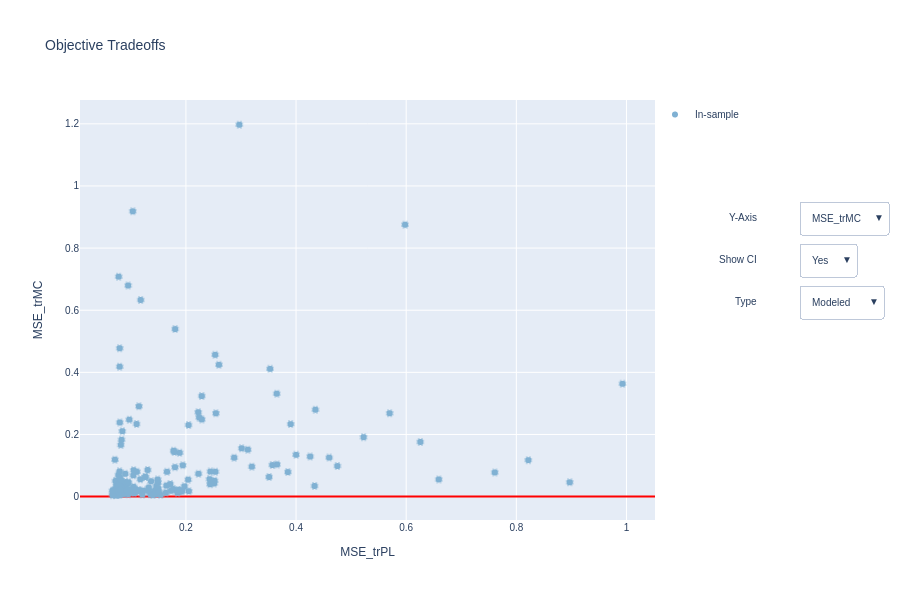 Objective Tradeoffs
In-sample
1.2
1
0.8
0.6
0.4
0.2
0
MSE_trMC
0.2
0.4
0.6
0.8
1
MSE_trPL
Y-Axis
MSE_trMC ▼
Show CI
Yes ▼
Type
Modeled ▼